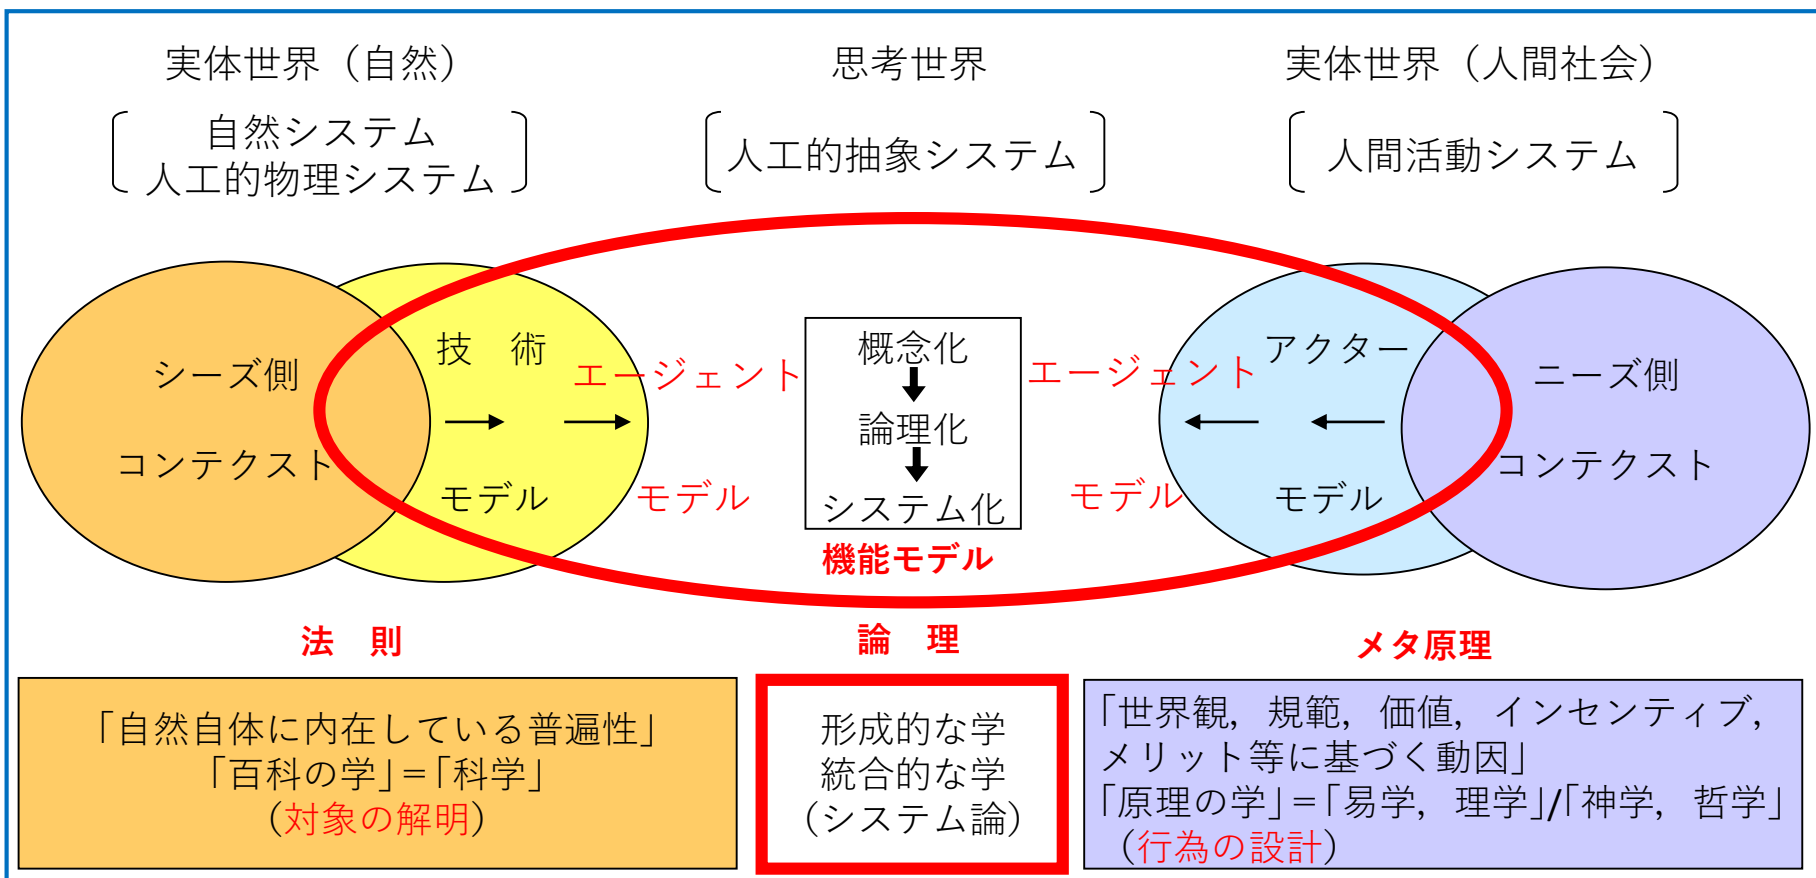 実体世界（自然）
思考世界
実体世界（人間社会）
自然システム
人工的物理システム
人工的抽象システム
人間活動システム
シーズ側
コンテクスト
技　術
モデル
エージェント
モデル
概念化
論理化
システム化
機能モデル
エージェント
モデル
アクター
モデル
ニーズ側
コンテクスト
法　則
論　理
メタ原理
「自然自体に内在している普遍性」
「百科の学」＝「科学」
（対象の解明）
形成的な学
統合的な学
（システム論）
「世界観，規範，価値，インセンティブ，
メリット等に基づく動因」
「原理の学」＝「易学，理学」/「神学，哲学」
（行為の設計）